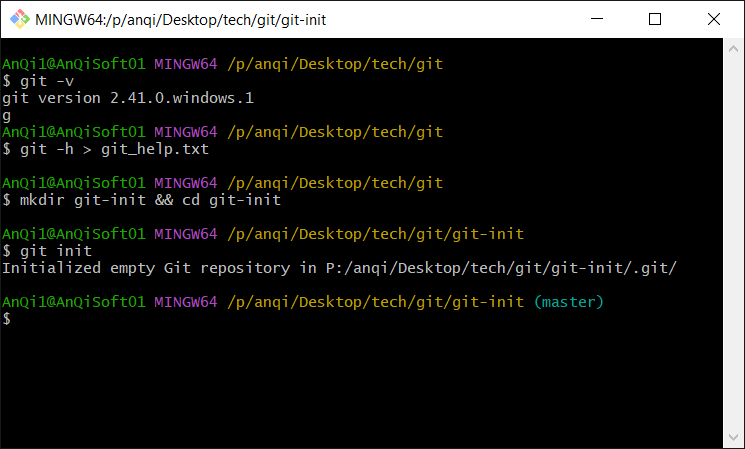 MINGW64:/p/anqi/Desktop/tech/git/git-init
AnQi1@AnQiSoft01 MINGW64 /p/anqi/Desktop/tech/git
$ git -v
git version 2.41.0.windows.1
g
AnQi1@AnQiSoft01 MINGW64 /p/anqi/Desktop/tech/git
$ git -h > git_help.txt
AnQi1@AnQiSoft01 MINGW64 /p/anqi/Desktop/tech/git
$ mkdir git-init && cd git-init
AnQi1@AnQiSoft01 MINGW64 /p/anqi/Desktop/tech/git/git-init
$ git init
Initialized empty Git repository in P:/anqi/Desktop/tech/git/git-init/.git/
AnQi1@AnQiSoft01 MINGW64 /p/anqi/Desktop/tech/git/git-init (master)
$